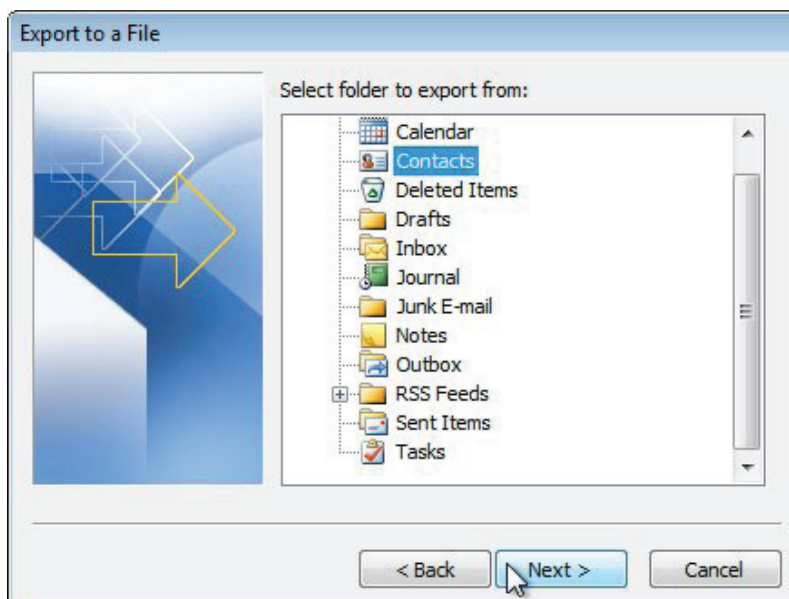 Export to a File
Select folder to export from:
Calendar
Contacts
Deleted Items
Drafts
Inbox
Journal
Junk E-mail
Notes
Outbox
RSS Feeds
Sent Items
Tasks
< Back Next > Cancel